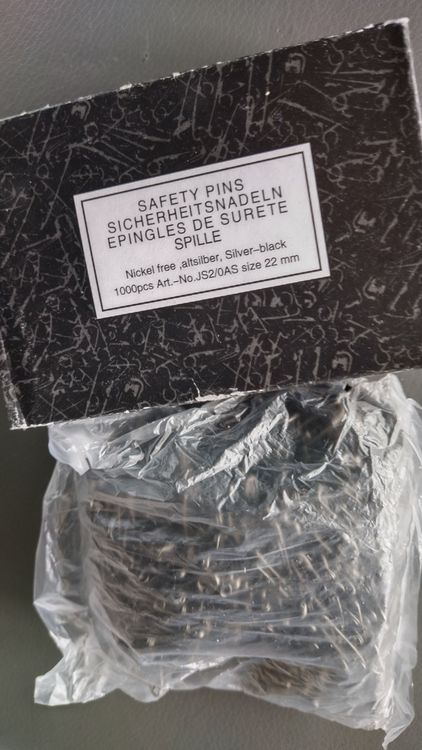 SAFETY PINS
SICHERHEITSNADELN
EPINGLES DE SURETE
SPILLE
Nickel free ,altsilber, Silver-black
1000pcs Art.-No.JS2/0AS size 22 mm